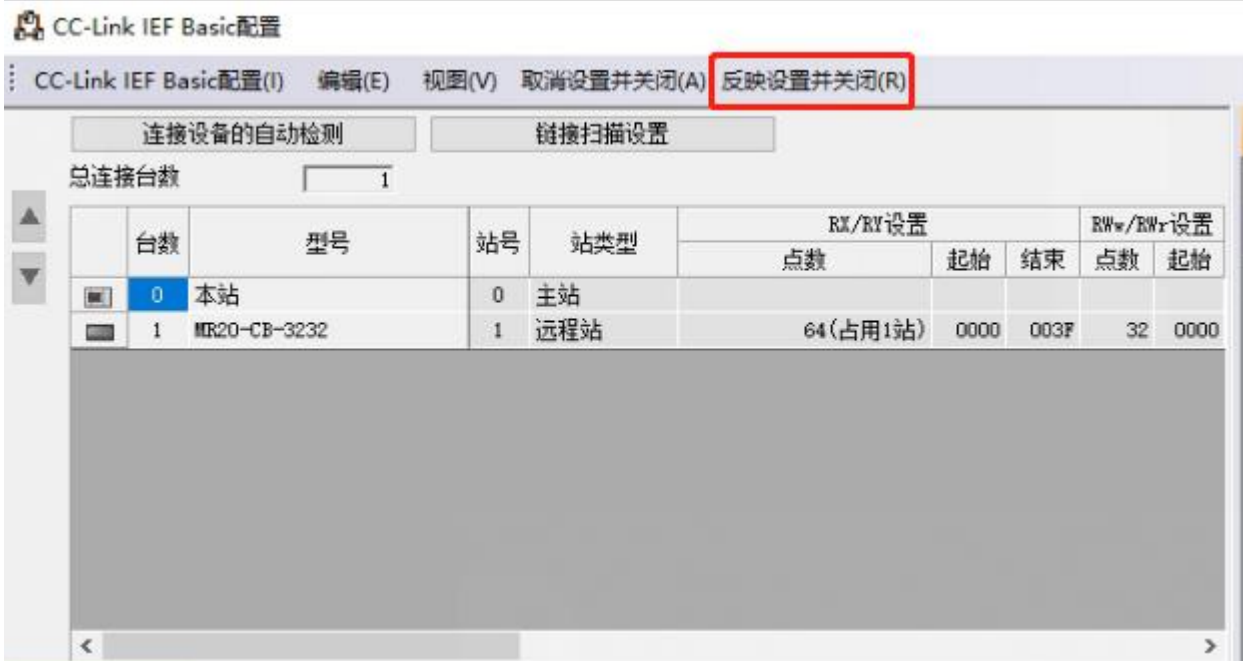 CC-Link IEF Basic配置
CC-Link IEF Basic配置(I) 编辑(E) 视图(V) 取消设置并关闭(A) 反映设置并关闭(R)
连接设备的自动检测 链接扫描设置
总连接台数 1
台数 型号 站号 站类型 RX/RY设置 RWw/RWr设置
点数 起始 结束 点数 起始
0 本站 0 主站
1 MR20-CB-3232 1 远程站 64(占用1站) 0000 003F 32 0000